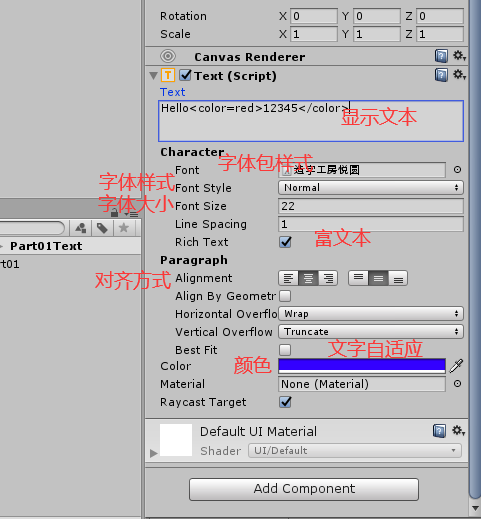 Rotation X 0 Y 0 Z 0
Scale X 1 Y 1 Z 1
Canvas Renderer
T Text (Script)
Text
Hello<color=red>12345</color>
显示文本
Character
字体包样式
Font 造字工房悦圆
字体样式
Font Style Normal
字体大小
Font Size 22
Line Spacing 1
Rich Text 富文本
Part01Text
rt01
Paragraph
对齐方式 Alignment
Align By Geometr
Horizontal Overflo Wrap
Vertical Overflow Truncate
Best Fit 文字自适应
Color 颜色
Material None (Material)
Raycast Target
Default UI Material
Shader UI/Default
Add Component